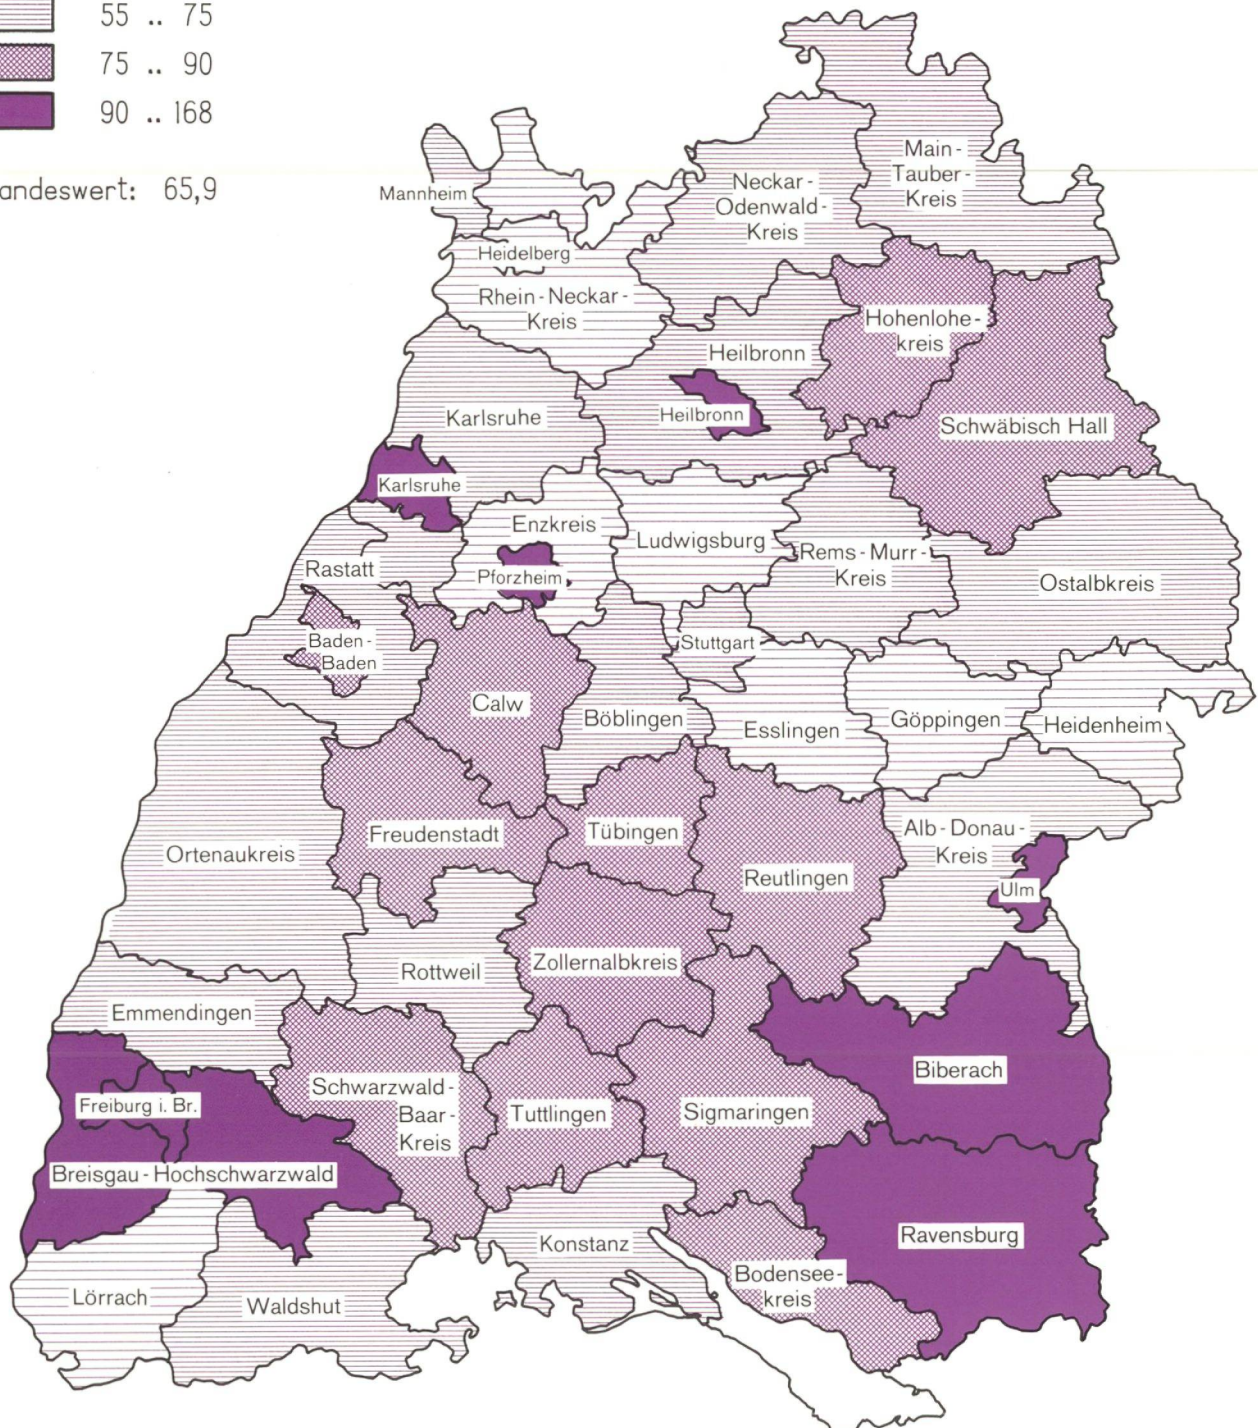 55 .. 75
75 .. 90
90 .. 168
andeswert: 65,9
Main-
Tauber-
Kreis
Neckar-
Odenwald-
Kreis
Mannheim
Heidelberg
Rhein-Neckar-
Kreis
Hohenlohe-
kreis
Heilbronn
Heilbronn
Karlsruhe
Schwäbisch Hall
Karlsruhe
Enzkreis
Ludwigsburg
Rems-Murr-
Kreis
Rastatt
Pforzheim
Ostalbkreis
Baden-
Baden
Stuttgart
Calw
Böblingen
Esslingen
Göppingen
Heidenheim
Freudenstadt
Tübingen
Alb-Donau-
Kreis
Ortenaukreis
Reutlingen
Ulm
Zollernalbkreis
Rottweil
Emmendingen
Biberach
Schwarzwald-
Baar-
Kreis
Freiburg i. Br.
Tuttlingen
Sigmaringen
Breisgau-Hochschwarzwald
Ravensburg
Konstanz
Bodensee-
kreis
Lörrach
Waldshut